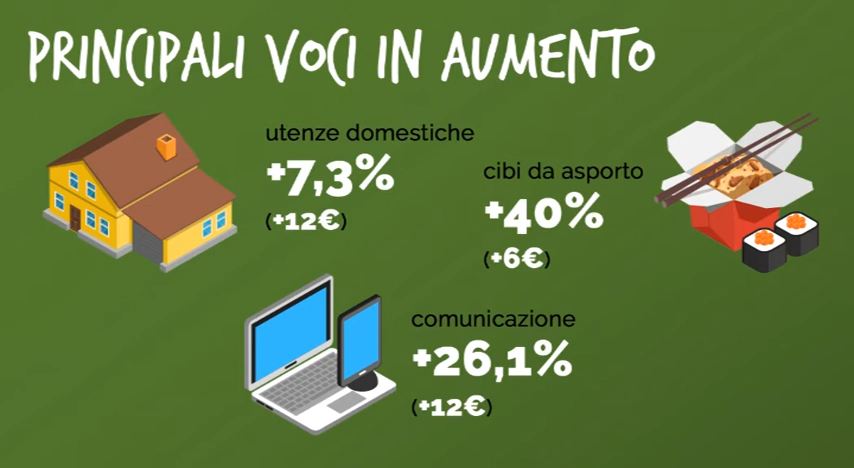 PRINCIPALI VOCI IN AUMENTO
utenze domestiche
+7,3%
(+12€)
cibi da asporto
+40%
(+6€)
comunicazione
+26,1%
(+12€)